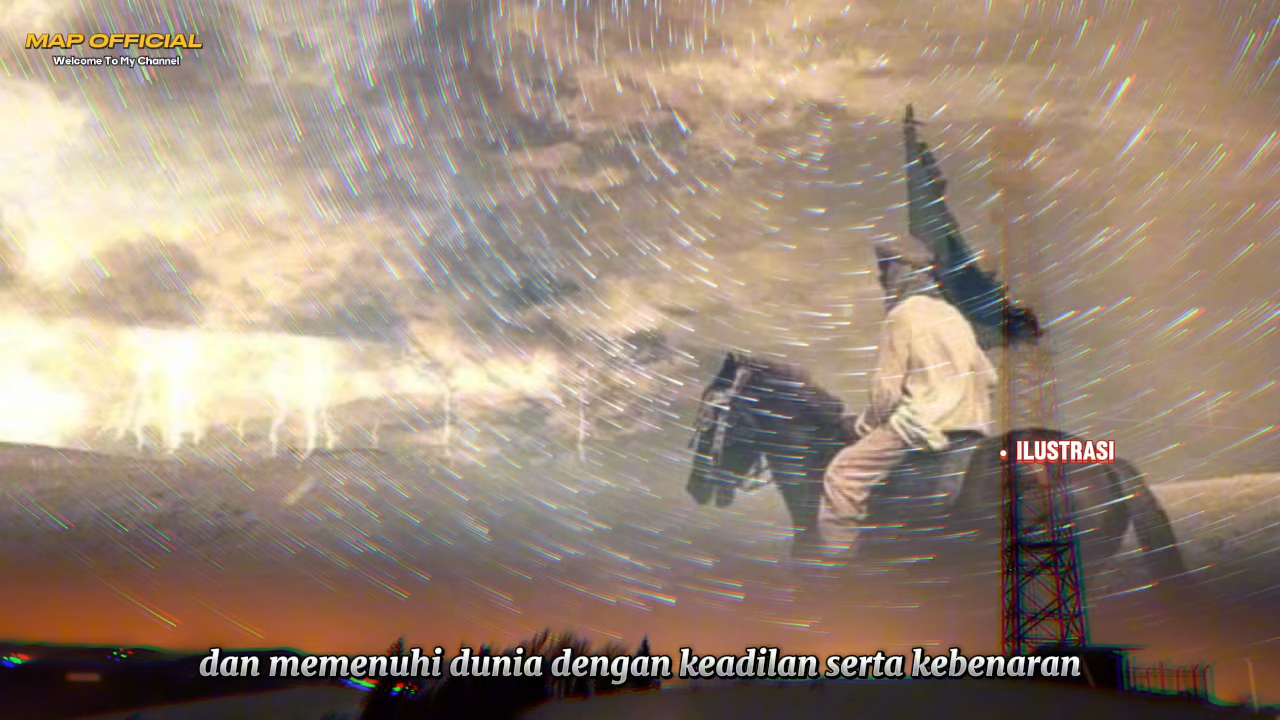 MAP OFFICIAL
Welcome To My Channel
• ILUSTRASI
dan memenuhi dunia dengan keadilan serta kebenaran